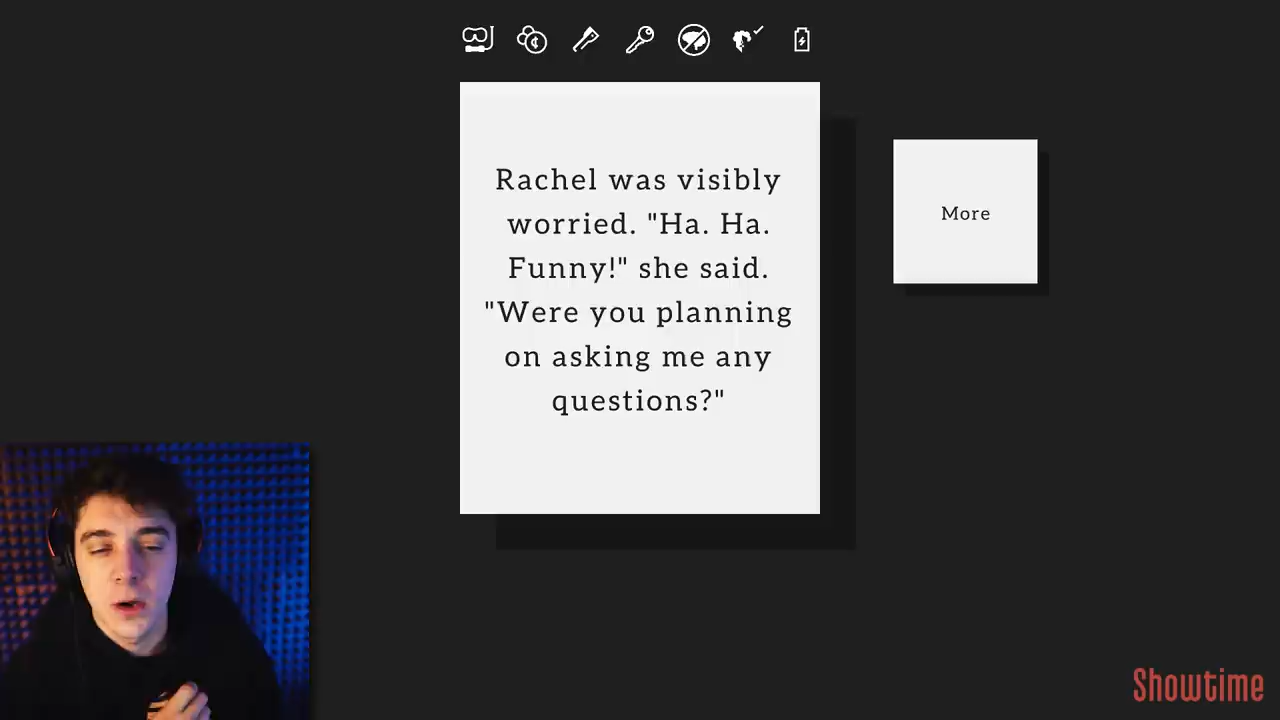 Rachel was visibly
worried. "Ha. Ha.
Funny!" she said.
"Were you planning
on asking me any
questions?"
More
Showtime